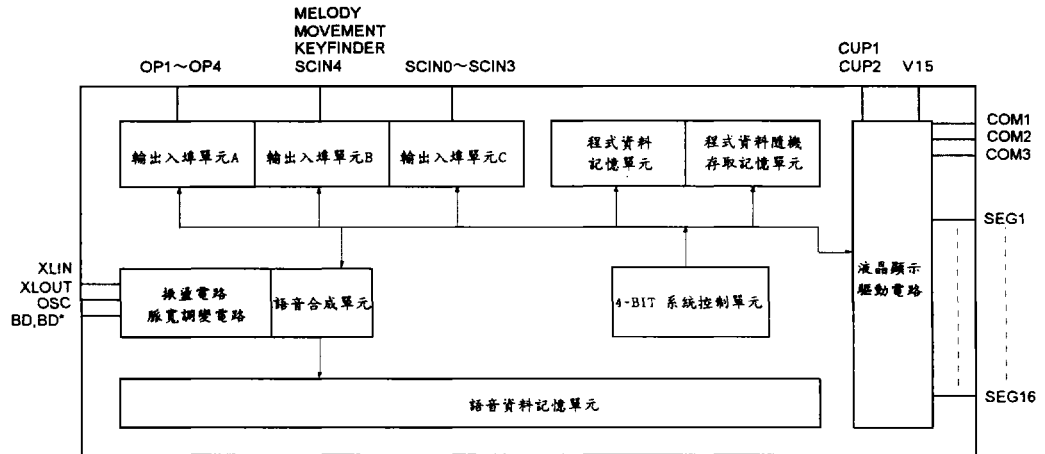 MELODY
MOVEMENT
KEYFINDER
OP1～OP4
SCIN4
SCIN0～SCIN3
CUP1
CUP2
V15
COM1
COM2
COM3
輸出入埠單元A
輸出入埠單元B
輸出入埠單元C
程式資料
記憶單元
程式資料隨機
存取記憶單元
SEG1
XLIN
XLOUT
OSC
BD,BD*
振盪電路
脈寬調變電路
語音合成單元
4-BIT 系統控制單元
液晶顯示
驅動電路
SEG16
語音資料記憶單元